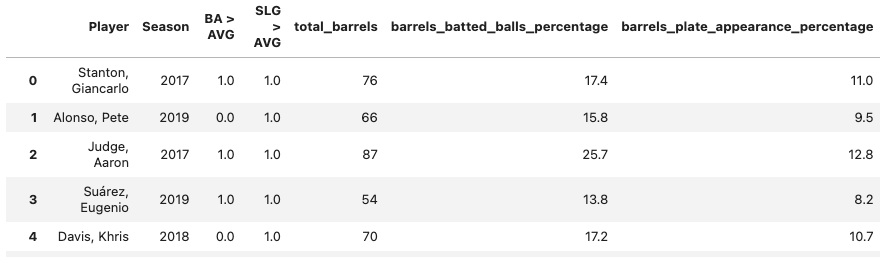 Player Season BA > AVG SLG > AVG total_barrels barrels_batted_balls_percentage barrels_plate_appearance_percentage
0 Stanton, Giancarlo 2017 1.0 1.0 76 17.4 11.0
1 Alonso, Pete 2019 0.0 1.0 66 15.8 9.5
2 Judge, Aaron 2017 1.0 1.0 87 25.7 12.8
3 Suárez, Eugenio 2019 1.0 1.0 54 13.8 8.2
4 Davis, Khris 2018 0.0 1.0 70 17.2 10.7